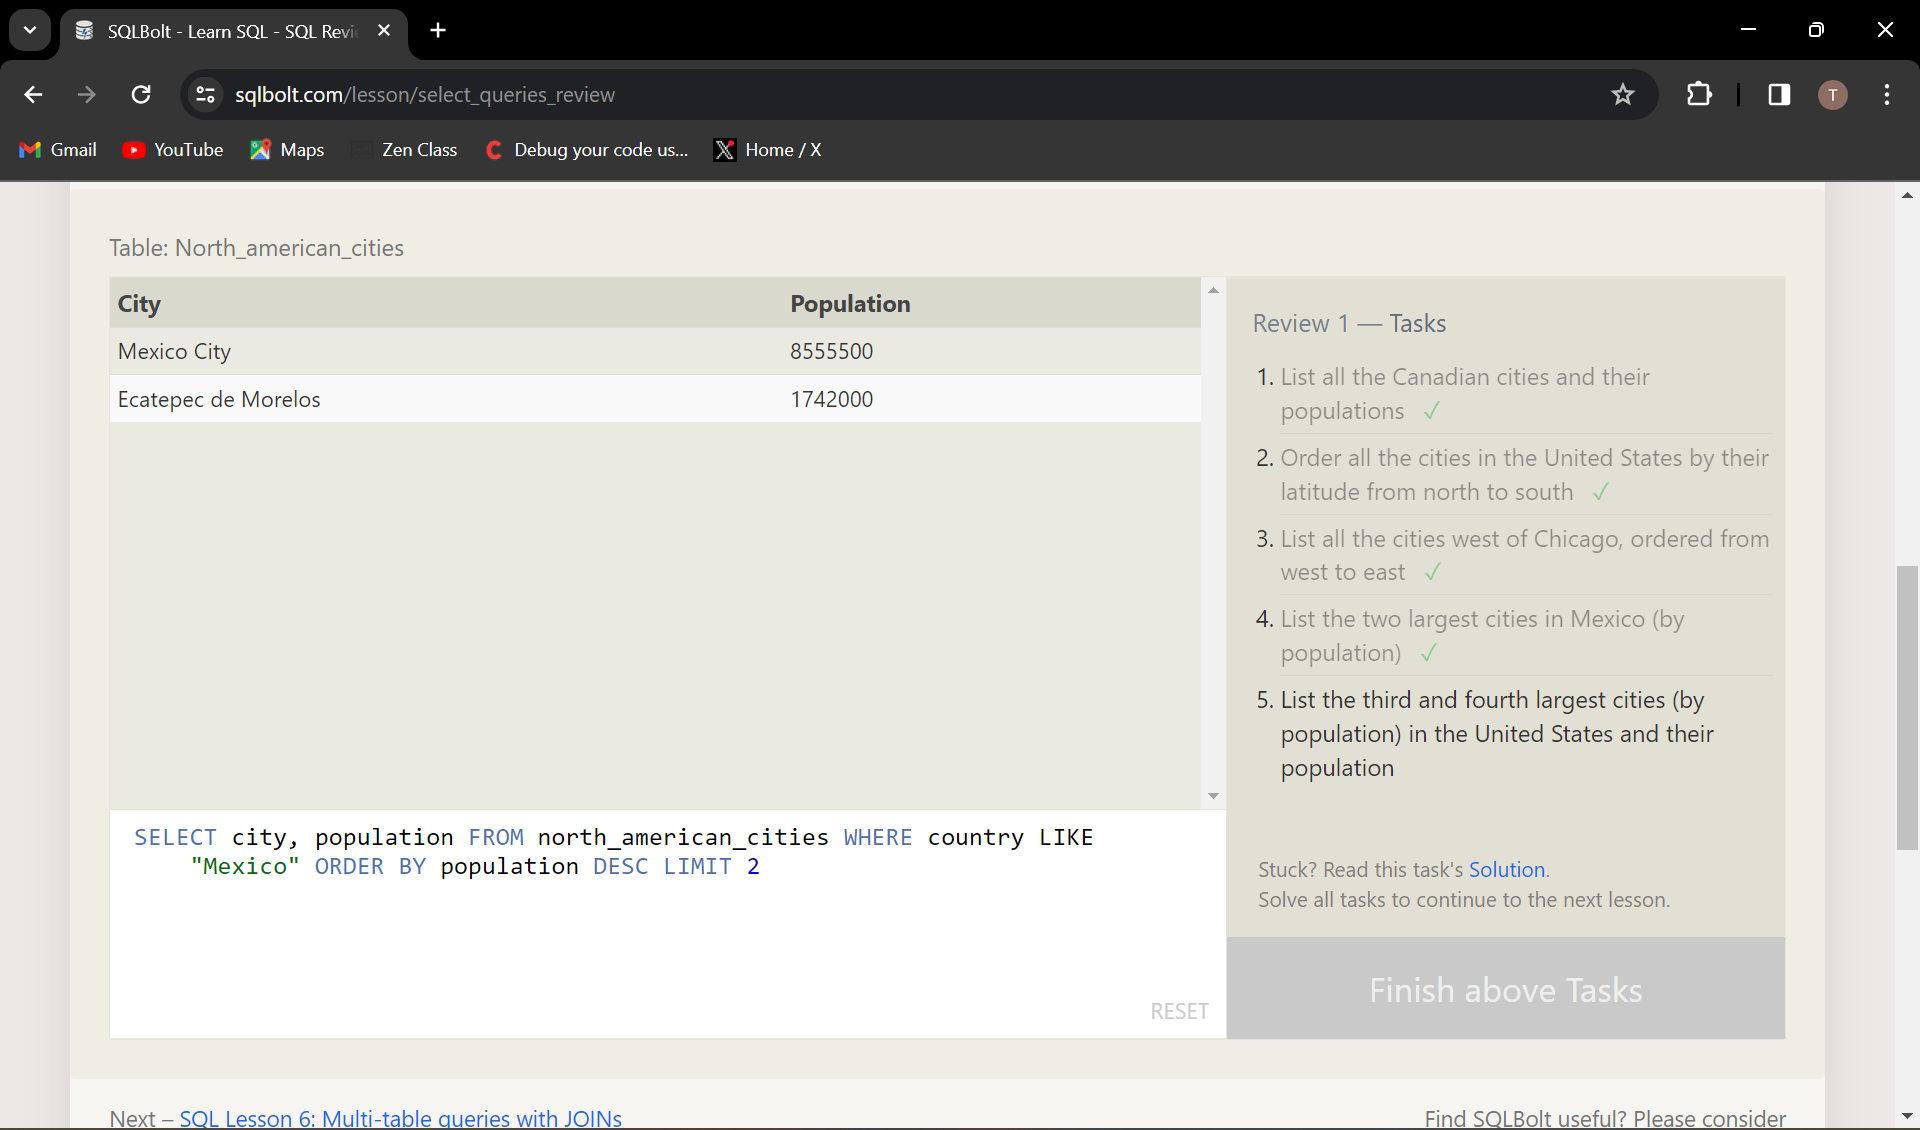 SQLBolt - Learn SQL - SQL Revi
sqlbolt.com/lesson/select_queries_review
T
Gmail
YouTube
Maps
Zen Class
Debug your code us...
Home / X
Table: North_american_cities
City Population
Mexico City 8555500
Ecatepec de Morelos 1742000
SELECT city, population FROM north_american_cities WHERE country LIKE
"Mexico" ORDER BY population DESC LIMIT 2
RESET
Review 1 — Tasks
1. List all the Canadian cities and their
populations ✓
2. Order all the cities in the United States by their
latitude from north to south ✓
3. List all the cities west of Chicago, ordered from
west to east ✓
4. List the two largest cities in Mexico (by
population) ✓
5. List the third and fourth largest cities (by
population) in the United States and their
population
Stuck? Read this task's Solution.
Solve all tasks to continue to the next lesson.
Finish above Tasks
Next – SQL Lesson 6: Multi-table queries with JOINs
Find SQLBolt useful? Please consider